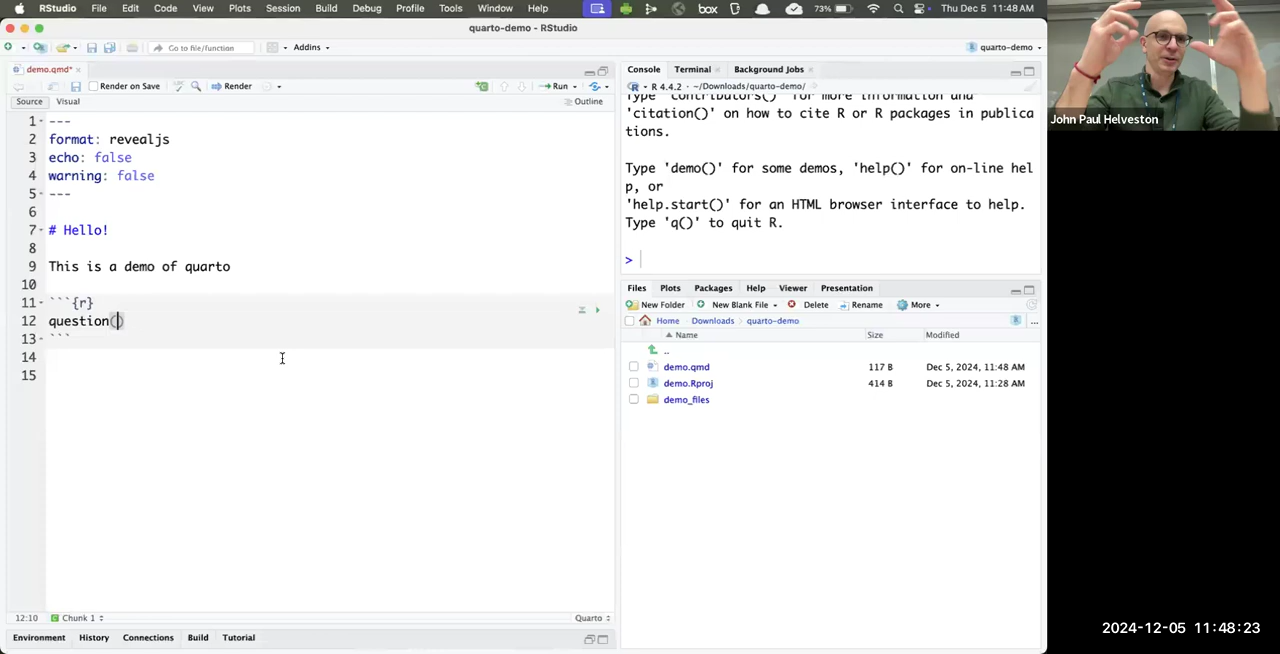 RStudio File Edit Code View Plots Session Build Debug Profile Tools Window Help box 73% Thu Dec 5 11:48 AM
quarto-demo - RStudio
Go to file/function Addins quarto-demo
demo.qmd*
Render on Save Render Run
Source Visual Outline
1 ---
2 format: revealjs
3 echo: false
4 warning: false
5 ---
6
7 # Hello!
8
9 This is a demo of quarto
10
11 ```{r}
12 question()
13 ```
14
15
12:10 Chunk 1 Quarto
Environment History Connections Build Tutorial
Console Terminal Background Jobs
R 4.4.2 · ~/Downloads/quarto-demo/
Type 'contributors()' for more information and
'citation()' on how to cite R or R packages in publica
tions.
Type 'demo()' for some demos, 'help()' for on-line hel
p, or
'help.start()' for an HTML browser interface to help.
Type 'q()' to quit R.
>
Files Plots Packages Help Viewer Presentation
New Folder New Blank File Delete Rename More
Home Downloads quarto-demo ...
Name Size Modified
..
demo.qmd 117 B Dec 5, 2024, 11:48 AM
demo.Rproj 414 B Dec 5, 2024, 11:28 AM
demo_files
John Paul Helveston
2024-12-05 11:48:23